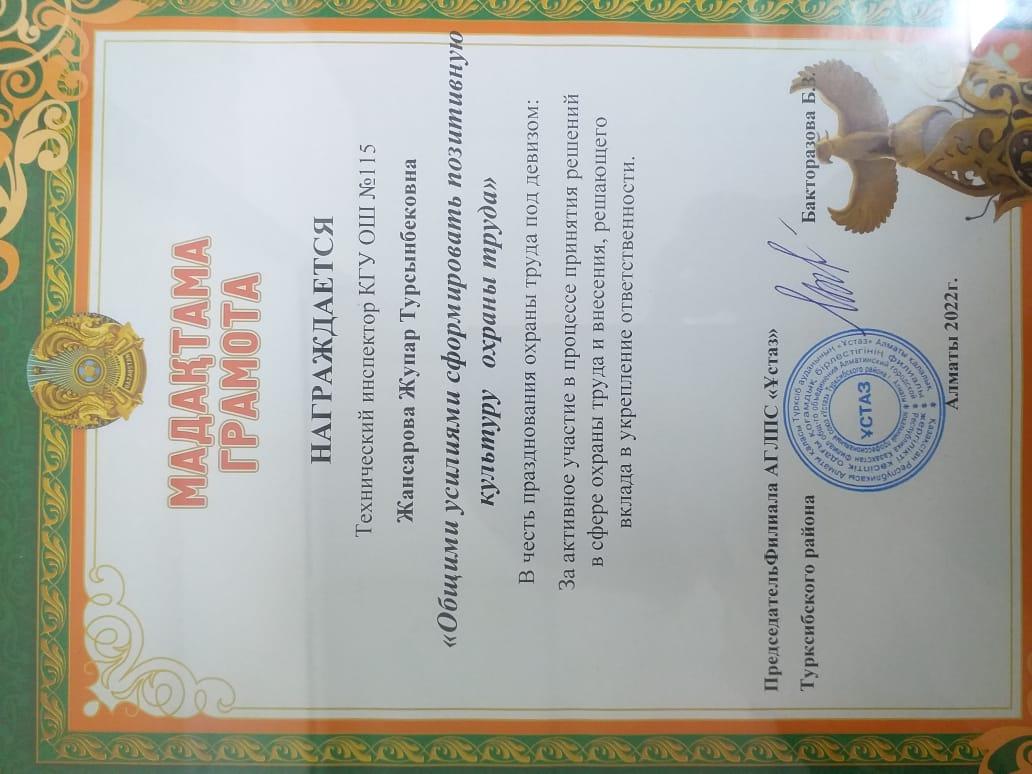 МАДАҚТАМА
ГРАМОТА
НАГРАЖДАЕТСЯ
Технический инспектор КГУ ОШ №115
Жансарова Жупар Турсынбековна
«Общими усилиями сформировать позитивную
культуру охраны труда»
В честь празднования охраны труда под девизом:
За активное участие в процессе принятия решений
в сфере охраны труда и внесения, решающего
вклада в укрепление ответственности.
ПредседательФилиала АГЛПС «Ұстаз»
Турксибского района Бакторазова Б.З.
ҰСТАЗ
Алматы 2022г.